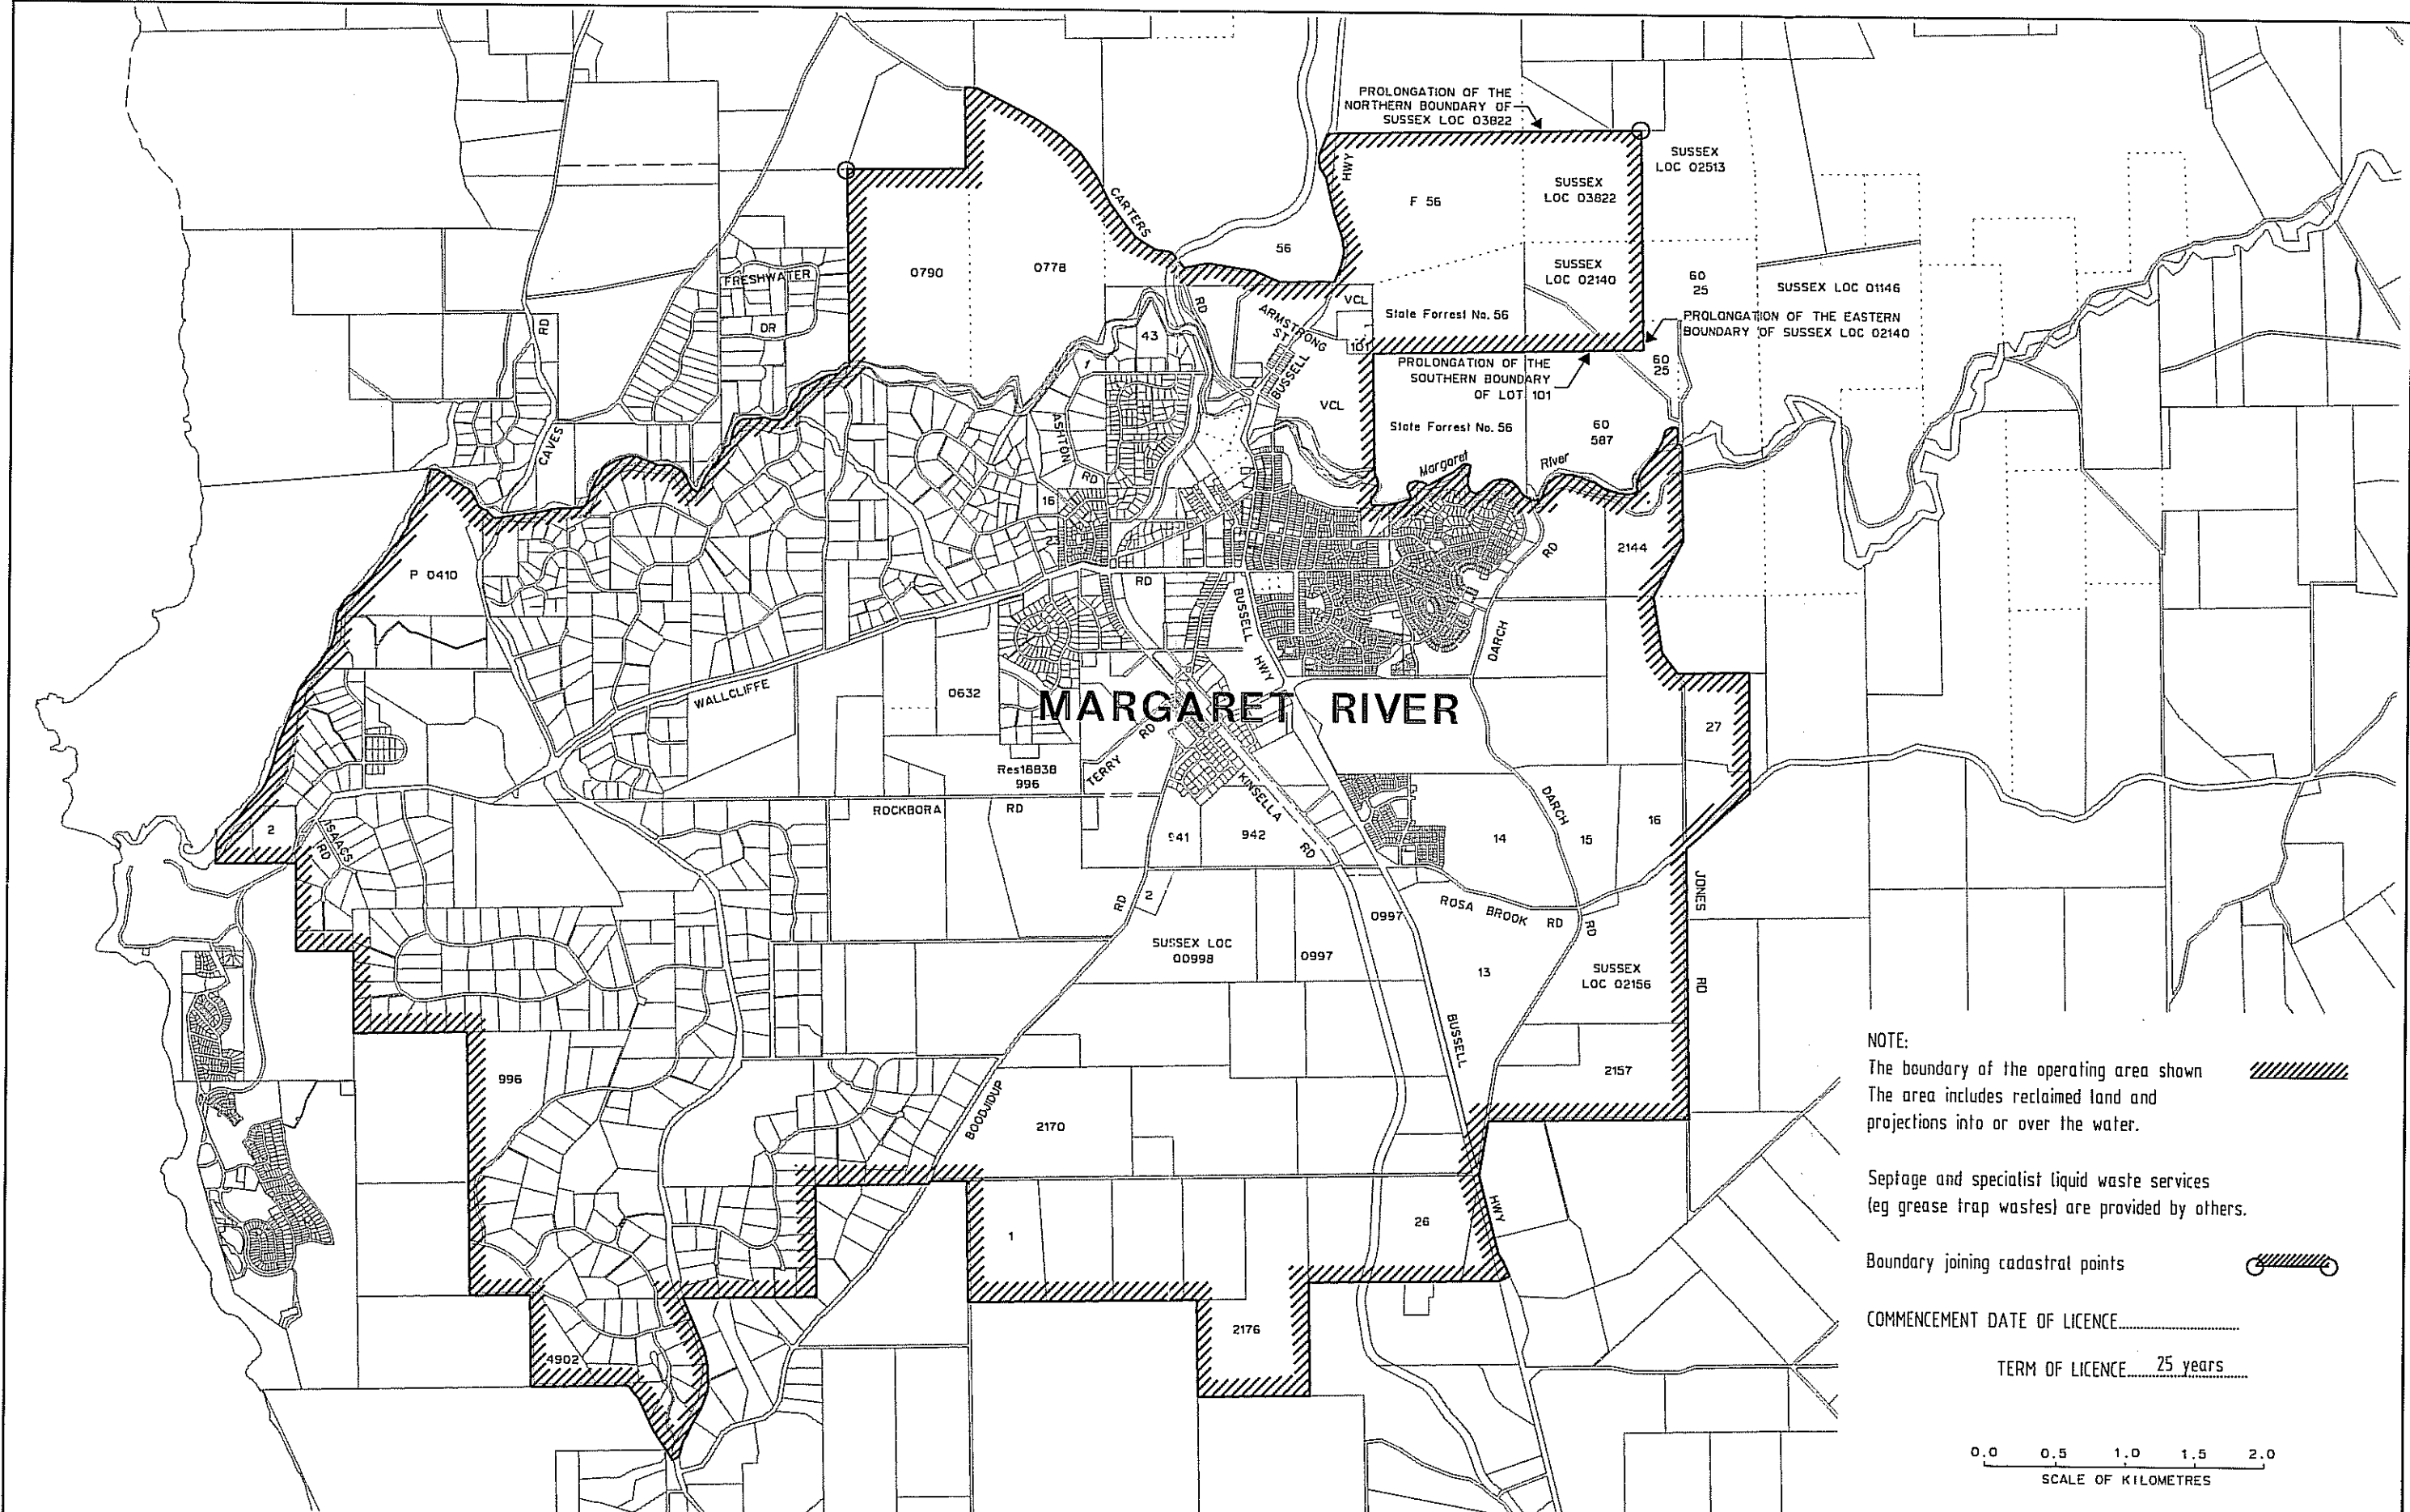 PROLONGATION OF THE
NORTHERN BOUNDARY OF
SUSSEX LOC 03822
SUSSEX
LOC 02513
HWY
F 56
SUSSEX
LOC 03822
CARTERS
RD
56
0790
0778
FRESHWATER
DR
SUSSEX
LOC 02140
60
25
SUSSEX LOC 01146
VCL
State Forrest No. 56
PROLONGATION OF THE EASTERN
BOUNDARY OF SUSSEX LOC 02140
RD
43
ARMSTRONG
ST
101
BUSSELL
1
PROLONGATION OF THE
SOUTHERN BOUNDARY
OF LOT 101
60
25
VCL
State Forrest No. 56
60
587
CAVES
ASHTON
RD
Margaret
River
16
23
P 0410
RD
RD
2144
BUSSELL
HWY
DARCH
WALLCLIFFE
0632
MARGARET RIVER
27
RD
TERRY
Res18838
996
KINSELLA
RD
ROCKBORA
RD
DARCH
2
ISAACS
RD
941
942
14
15
16
JONES
RD
RD
2
0997
ROSA BROOK RD
RD
SUSSEX LOC
00998
0997
13
SUSSEX
LOC 02156
BUSSELL
HWY
996
2157
BOODJIDUP
2170
1
26
2176
4902
NOTE:
The boundary of the operating area shown
The area includes reclaimed land and
projections into or over the water.
Septage and specialist liquid waste services
(eg grease trap wastes) are provided by others.
Boundary joining cadastral points
COMMENCEMENT DATE OF LICENCE
TERM OF LICENCE 25 years
0.0 0.5 1.0 1.5 2.0
SCALE OF KILOMETRES